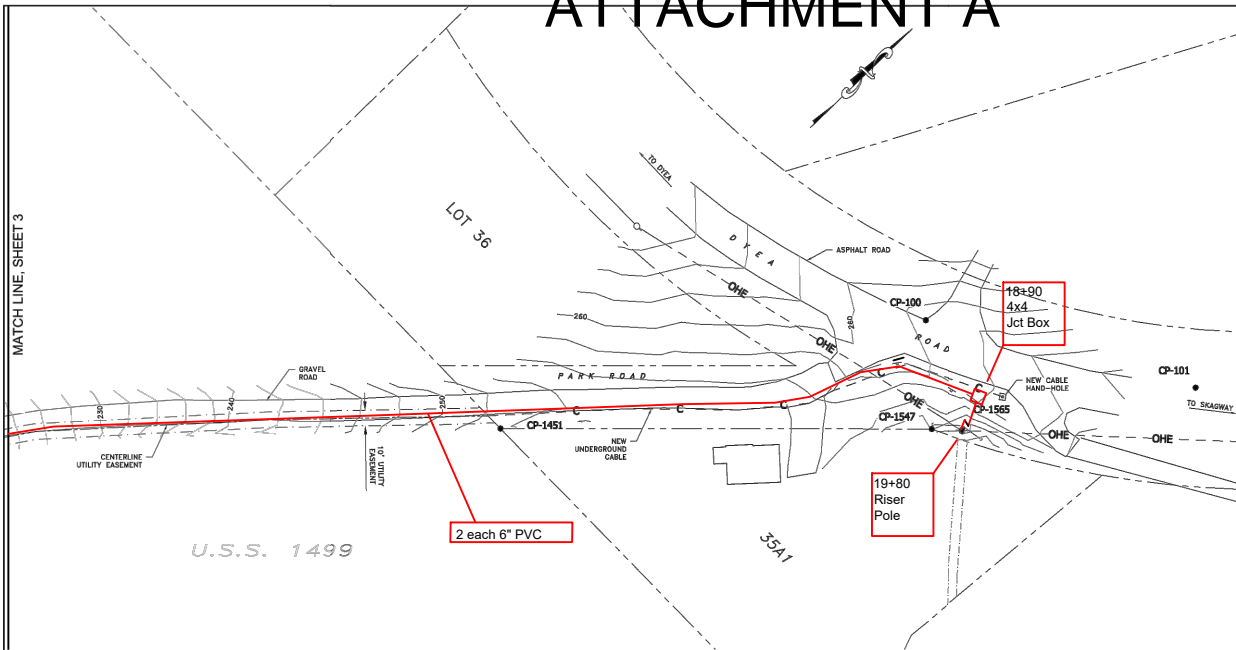 ATTACHMENT A
MATCH LINE, SHEET 3
LOT 36
TO DYEA
DYEA
ASPHALT ROAD
OHE
CP-100
18+90
4x4
Jct Box
260
260
OHE
ROAD
GRAVEL
ROAD
PARK ROAD
C
NEW CABLE
HAND-HOLE
CP-101
TO SKAGWAY
230
240
250
C
C
C
C
CP-1451
OHE
CP-1547
CP-1565
OHE
OHE
CENTERLINE
UTILITY EASEMENT
10' UTILITY
EASEMENT
NEW
UNDERGROUND
CABLE
19+80
Riser
Pole
2 each 6" PVC
U.S.S. 1499
35A1